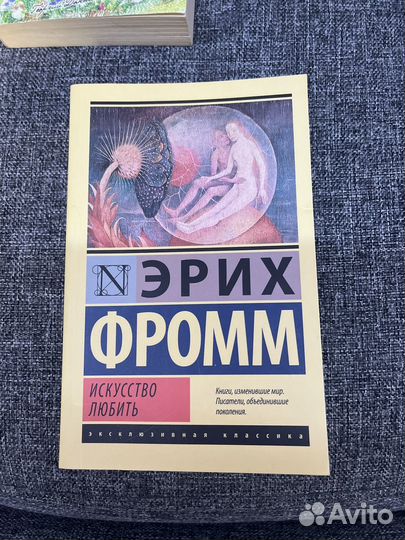 N ЭРИХ
ФРОММ
ИСКУССТВО
ЛЮБИТЬ
Книги, изменившие мир.
Писатели, объединившие
поколения.
эксклюзивная классика
Avito